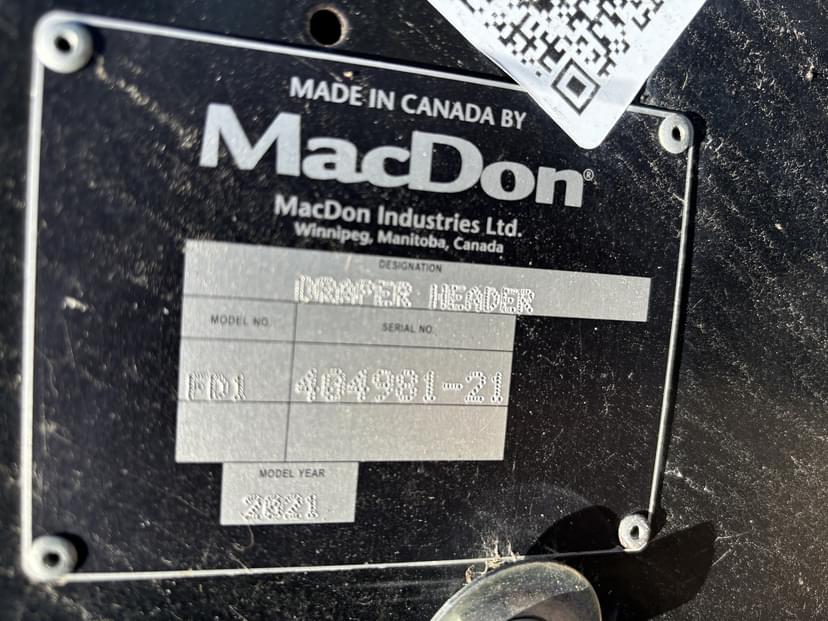 MADE IN CANADA BY
MacDon®
MacDon Industries Ltd.
Winnipeg, Manitoba, Canada
DESIGNATION
DRAPER HEADER
MODEL NO. SERIAL NO.
FD1 404981-21
MODEL YEAR
2021